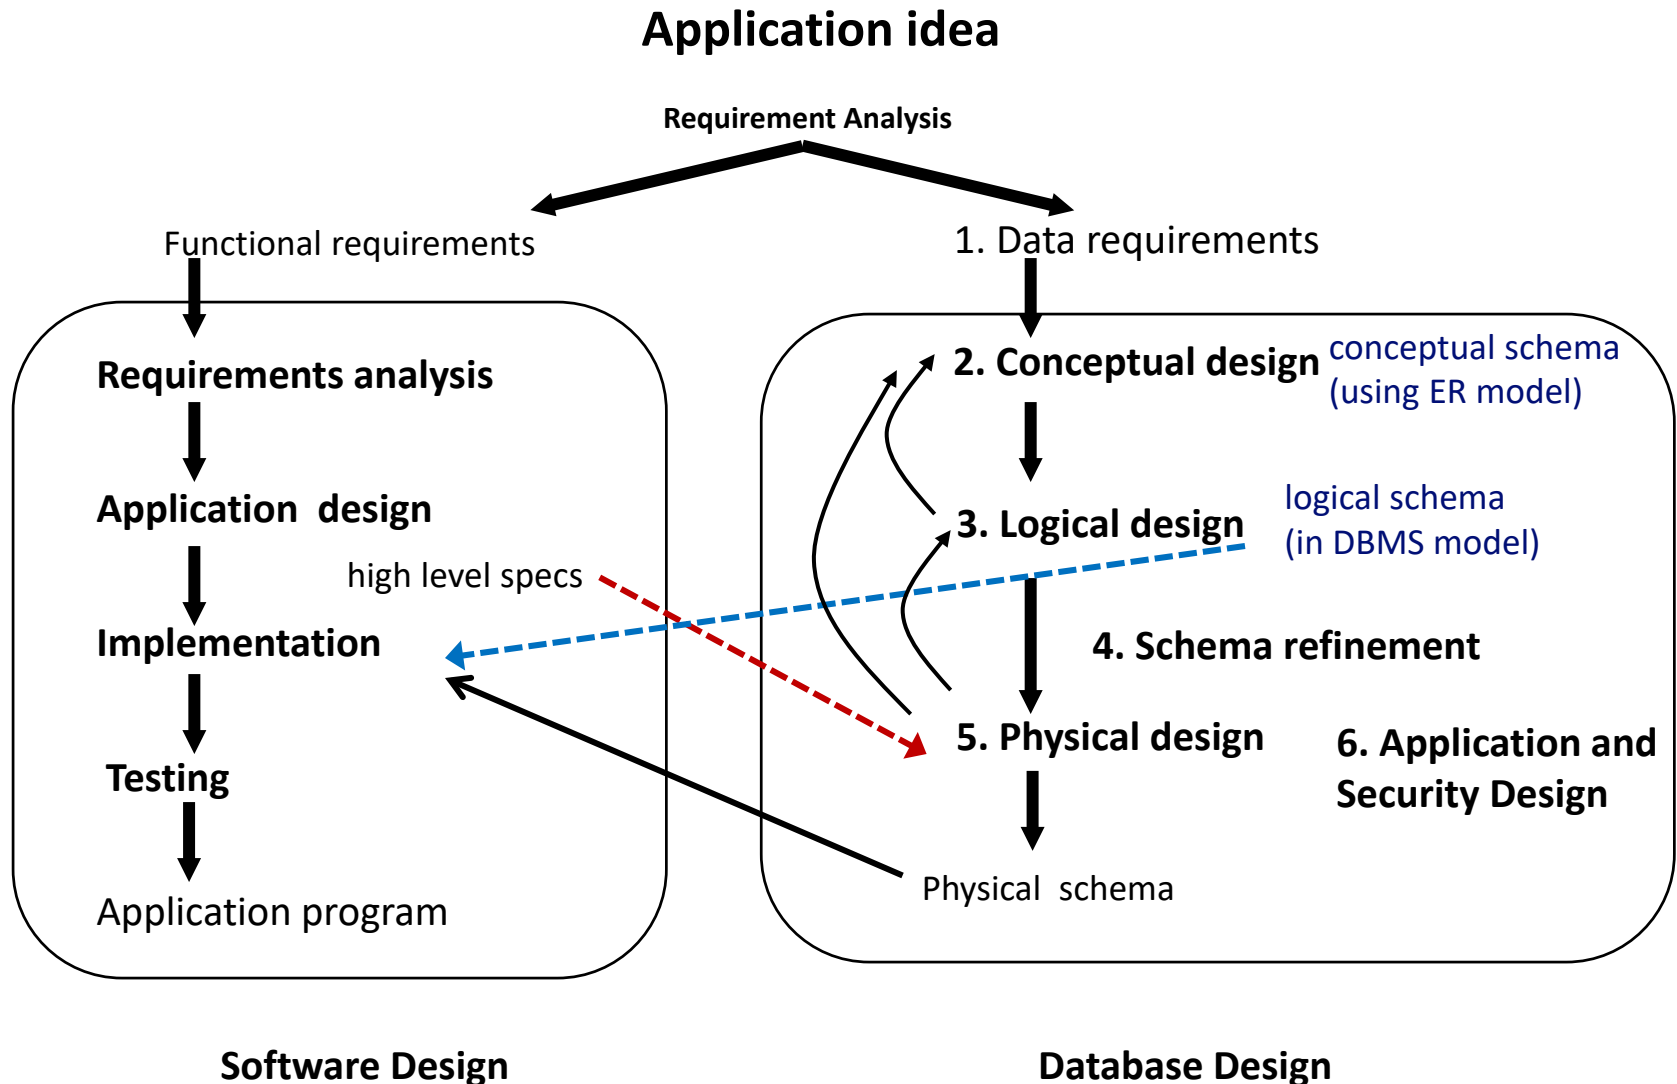 Application idea
Requirement Analysis
Functional requirements
1. Data requirements
Requirements analysis
Application design
high level specs
Implementation
Testing
Application program
2. Conceptual design
conceptual schema
(using ER model)
3. Logical design
logical schema
(in DBMS model)
4. Schema refinement
5. Physical design
6. Application and
Security Design
Physical schema
Software Design
Database Design